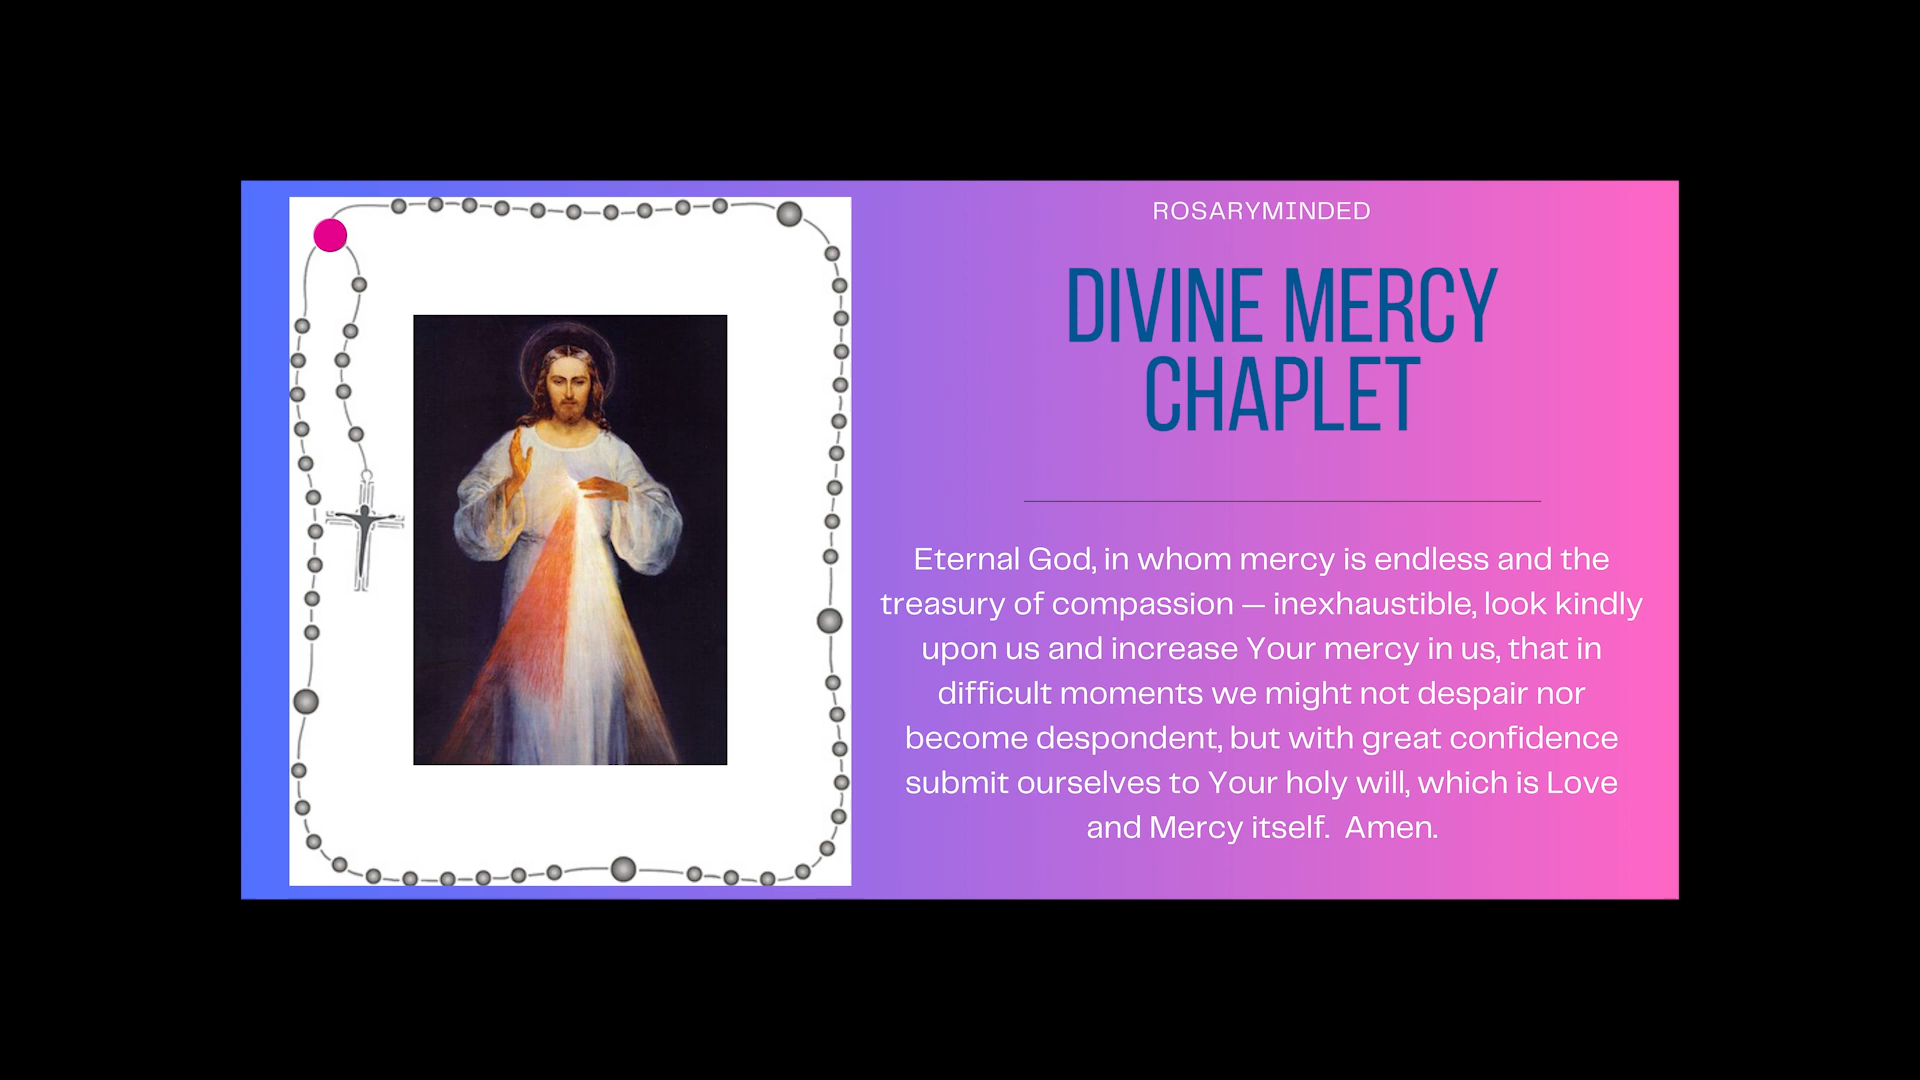 ROSARYMINDED
DIVINE MERCY
CHAPLET
Eternal God, in whom mercy is endless and the
treasury of compassion — inexhaustible, look kindly
upon us and increase Your mercy in us, that in
difficult moments we might not despair nor
become despondent, but with great confidence
submit ourselves to Your holy will, which is Love
and Mercy itself.  Amen.